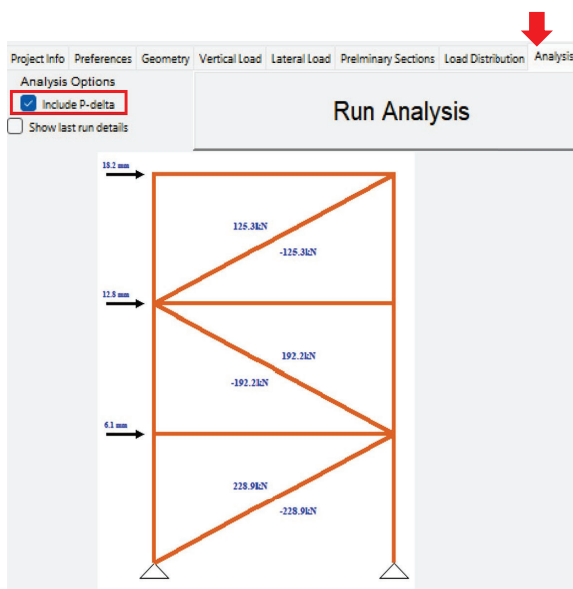 Project Info Preferences Geometry Vertical Load Lateral Load Prelminary Sections Load Distribution Analysis
Analysis Options
Include P-delta
Show last run details
Run Analysis
18.2 mm
125.3kN
-125.3kN
12.8 mm
192.2kN
-192.2kN
6.1 mm
228.9kN
-228.9kN